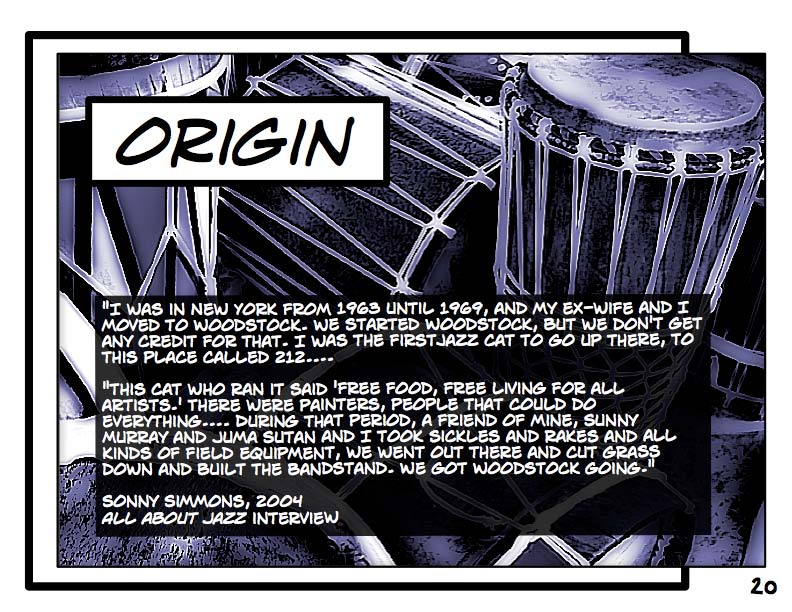 ORIGIN
"I WAS IN NEW YORK FROM 1963 UNTIL 1969, AND MY EX-WIFE AND I
MOVED TO WOODSTOCK. WE STARTED WOODSTOCK, BUT WE DON'T GET
ANY CREDIT FOR THAT. I WAS THE FIRSTJAZZ CAT TO GO UP THERE, TO
THIS PLACE CALLED 212....
"THIS CAT WHO RAN IT SAID 'FREE FOOD, FREE LIVING FOR ALL
ARTISTS.' THERE WERE PAINTERS, PEOPLE THAT COULD DO
EVERYTHING.... DURING THAT PERIOD, A FRIEND OF MINE, SUNNY
MURRAY AND JUMA SUTAN AND I TOOK SICKLES AND RAKES AND ALL
KINDS OF FIELD EQUIPMENT, WE WENT OUT THERE AND CUT GRASS
DOWN AND BUILT THE BANDSTAND. WE GOT WOODSTOCK GOING."
SONNY SIMMONS, 2004
ALL ABOUT JAZZ INTERVIEW
20